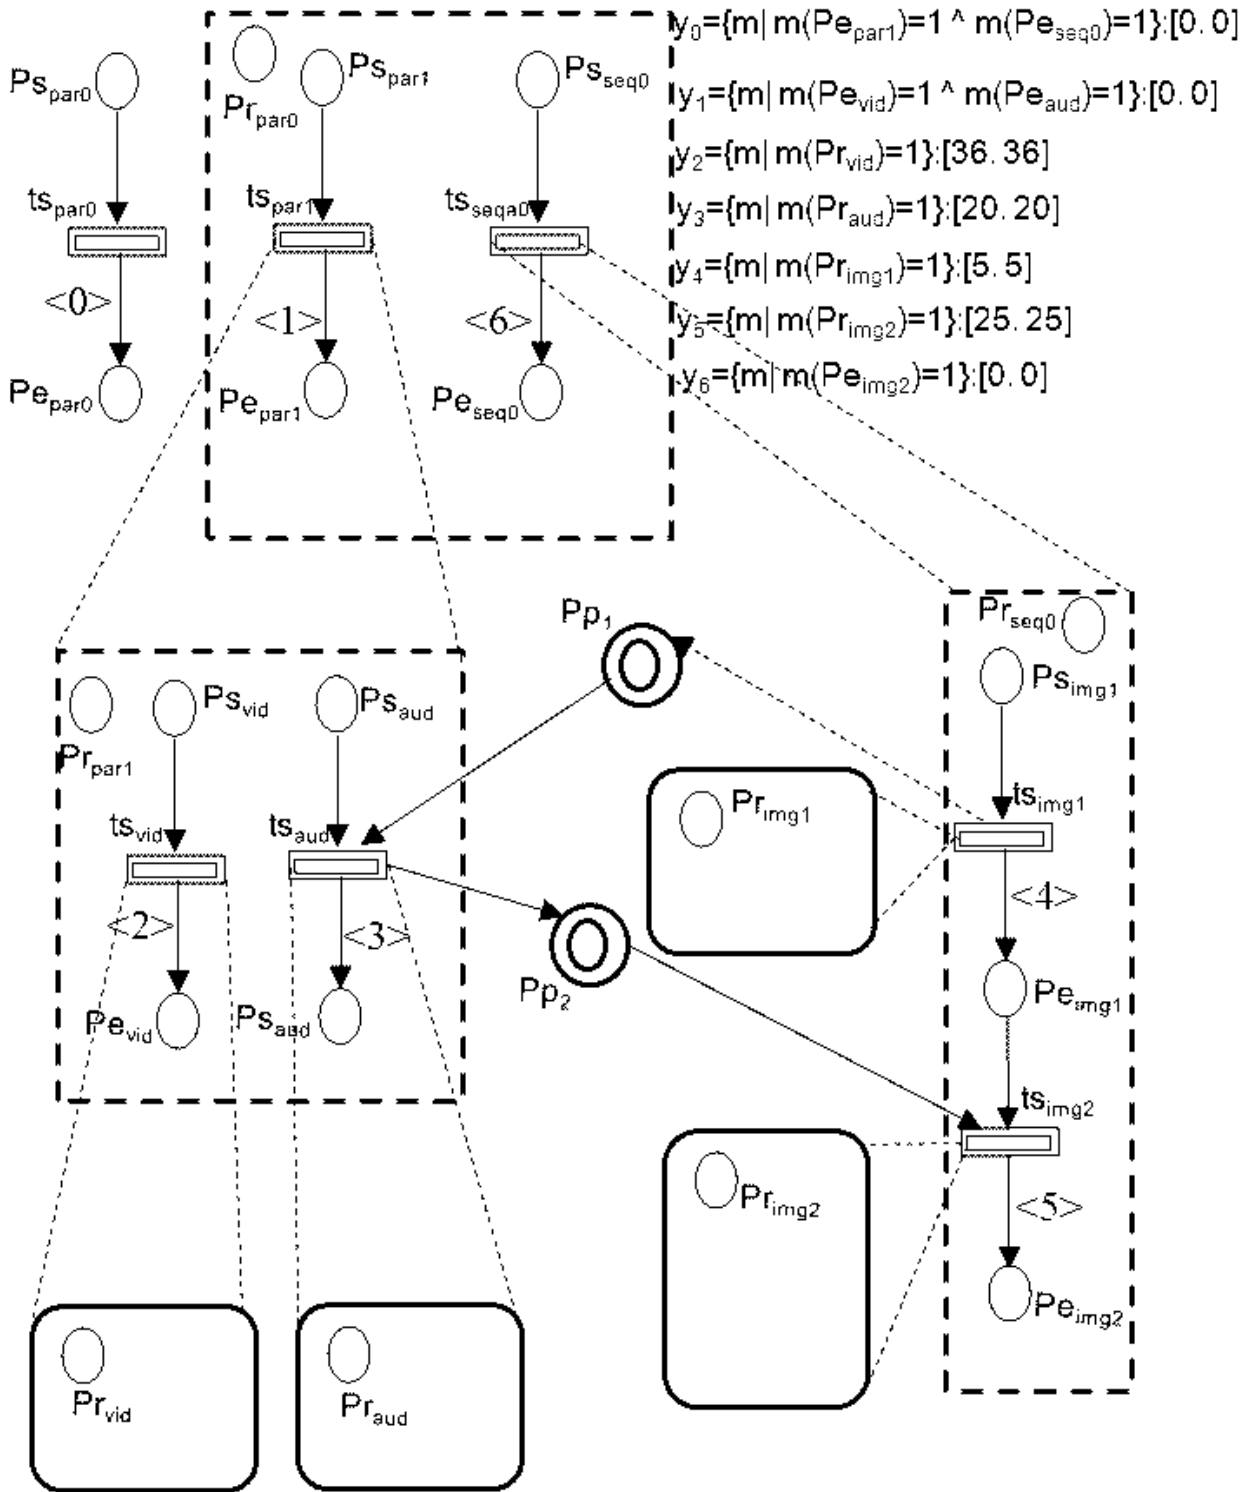 y0={m| m(Pepar1)=1 ^ m(Peseq0)=1}:[0.0]
Pspar0
Prpar0
Pspar1
Psseq0
y1={m| m(Pevid)=1 ^ m(Peaud)=1}:[0.0]
y2={m| m(Prvid)=1}:[36.36]
tspar0
tspar1
tsseqa0
y3={m| m(Praud)=1}:[20.20]
y4={m| m(Primg1)=1}:[5.5]
<0>
<1>
<6>
y5={m| m(Primg2)=1}:[25.25]
y6={m| m(Peimg2)=1}:[0.0]
Pepar0
Pepar1
Peseq0
Pp1
Prseq0
Psvid
Psaud
Psimg1
Prpar1
Primg1
tsimg1
tsvid
tsaud
<4>
<2>
<3>
Pp2
Peimg1
Pevid
Psaud
tsimg2
Primg2
<5>
Peimg2
Prvid
Praud